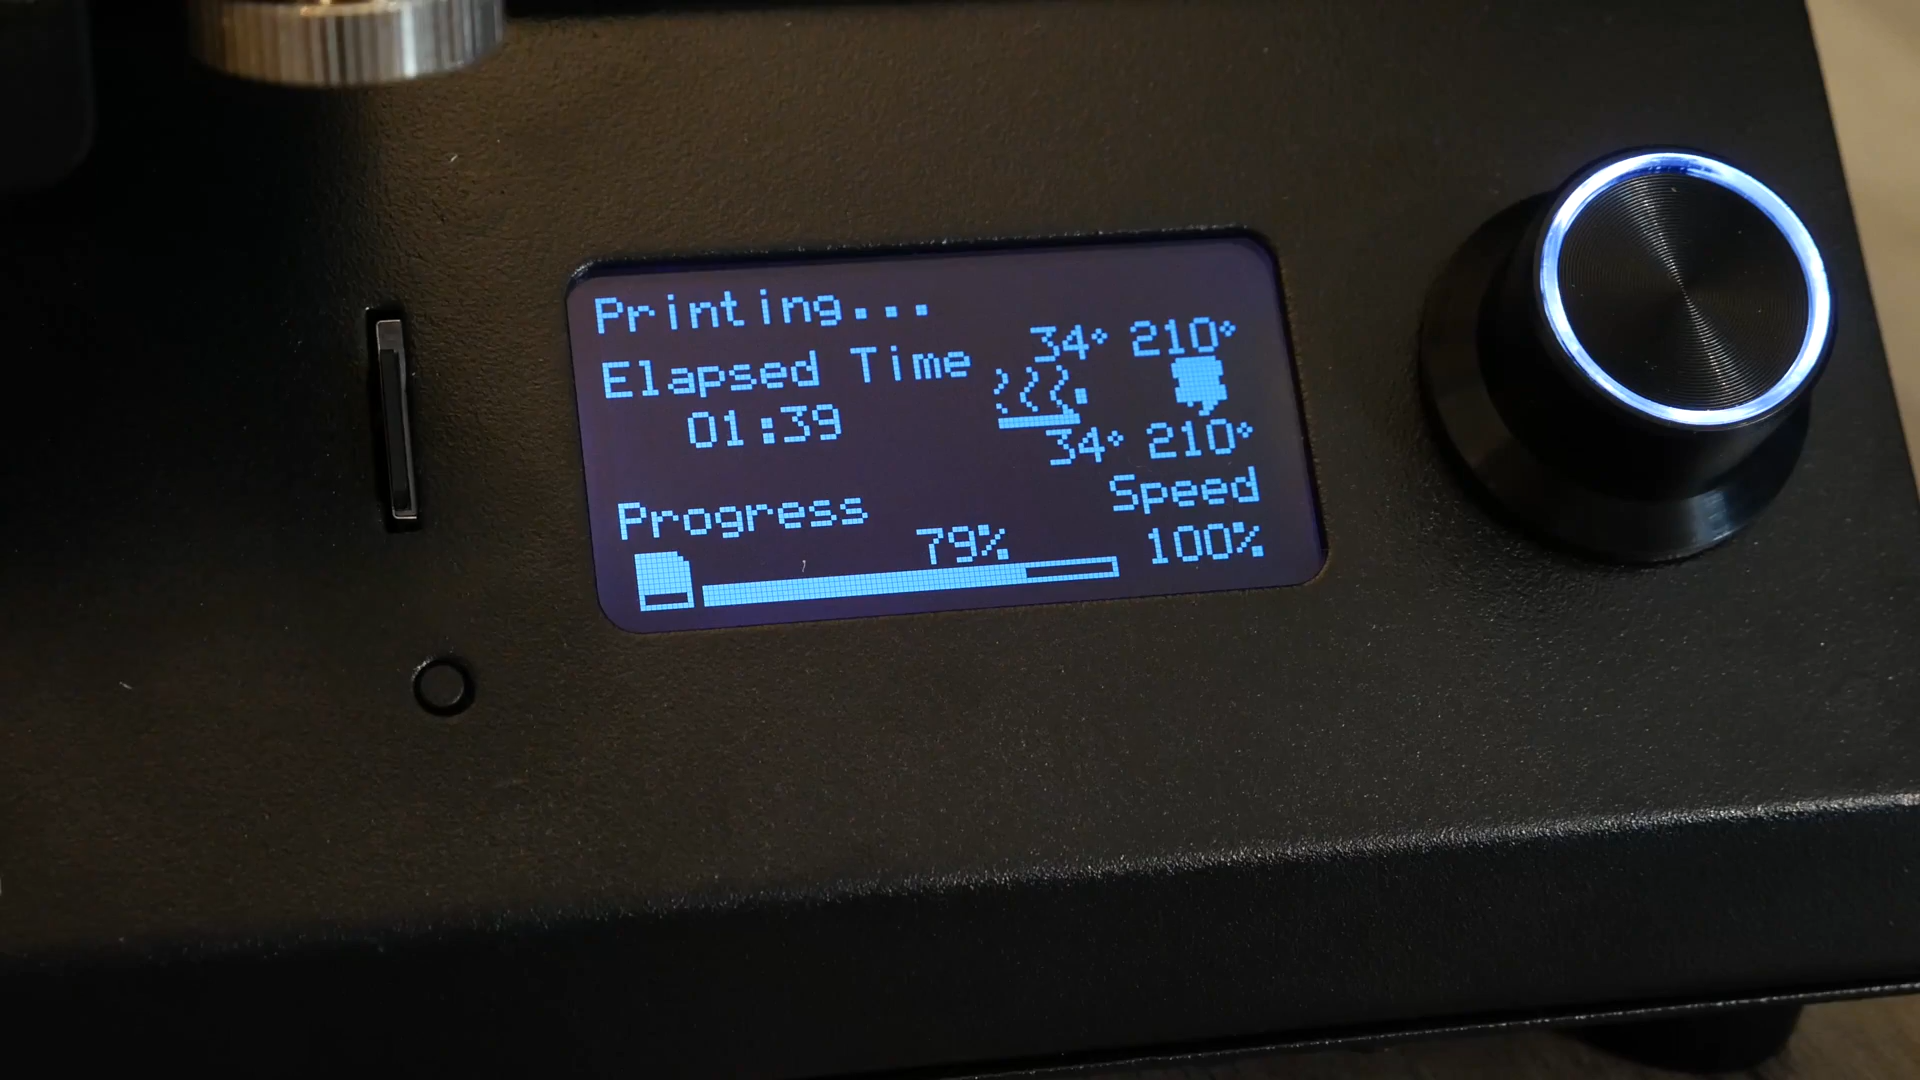 Printing...
34° 210°
Elapsed Time
01:39
34° 210°
Speed
Progress
79%
100%